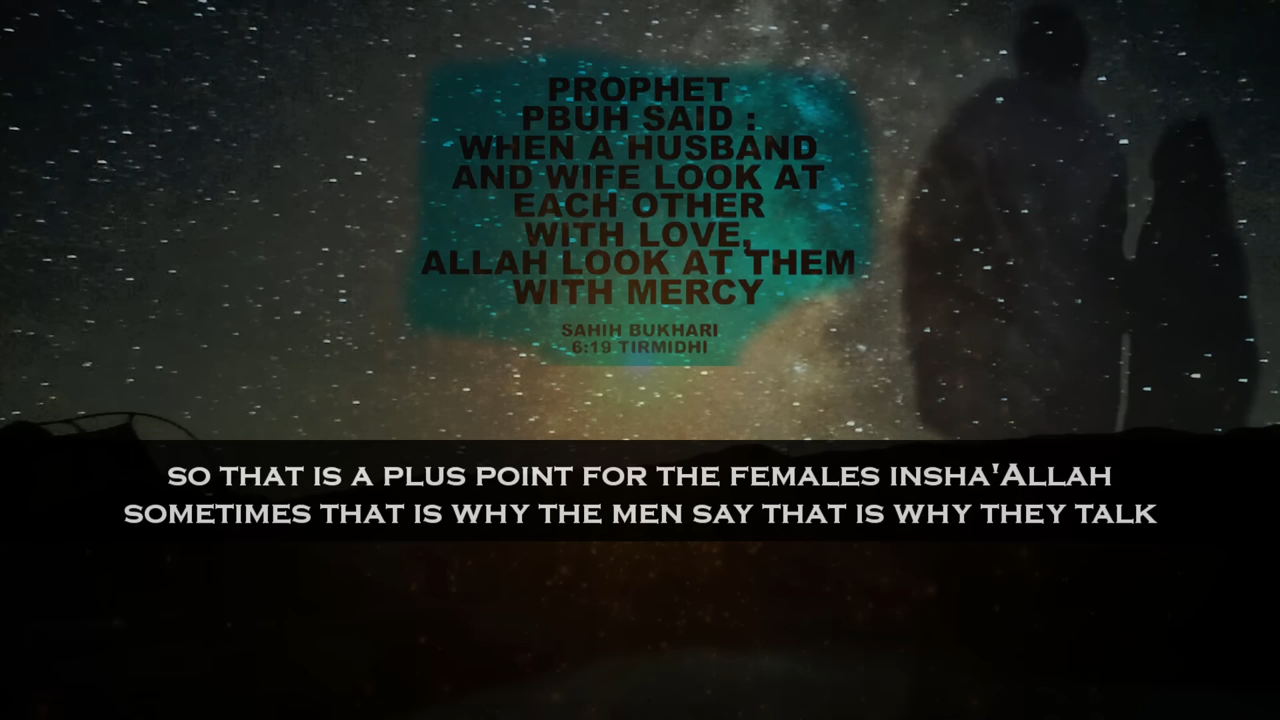 PROPHET
PBUH SAID :
WHEN A HUSBAND
AND WIFE LOOK AT
EACH OTHER
WITH LOVE,
ALLAH LOOK AT THEM
WITH MERCY
SAHIH BUKHARI
6:19 TIRMIDHI
SO THAT IS A PLUS POINT FOR THE FEMALES INSHA'ALLAH
SOMETIMES THAT IS WHY THE MEN SAY THAT IS WHY THEY TALK